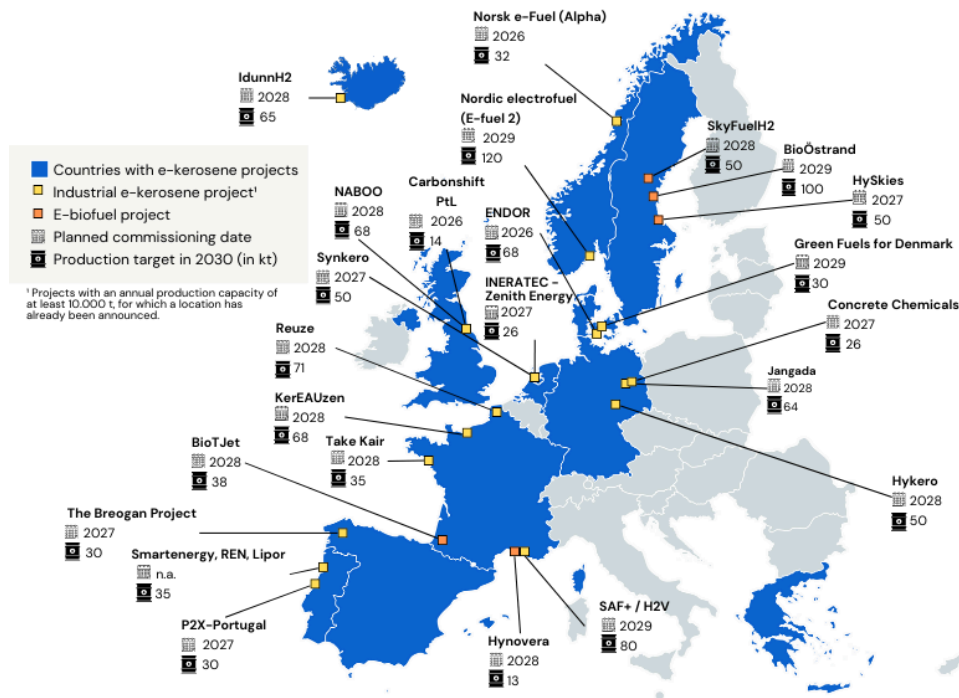 Norsk e-Fuel (Alpha)
2026
32
IdunnH2
2028
65
Nordic electrofuel
(E-fuel 2)
2029
120
SkyFuelH2
2028
50
BioÖstrand
2029
100
HySkies
2027
50
Countries with e-kerosene projects
Industrial e-kerosene project¹
E-biofuel project
Planned commissioning date
Production target in 2030 (in kt)
¹ Projects with an annual production capacity of
at least 10.000 t, for which a location has
already been announced.
NABOO
2028
68
Carbonshift
PtL
2026
14
ENDOR
2026
68
Green Fuels for Denmark
2029
30
Synkero
2027
50
INERATEC -
Zenith Energy
2027
26
Concrete Chemicals
2027
26
Reuze
2028
71
Jangada
2028
64
KerEAUzen
2028
68
BioTJet
2028
38
Take Kair
2028
35
Hykero
2028
50
The Breogan Project
2027
30
Smartenergy, REN, Lipor
n.a.
35
P2X-Portugal
2027
30
Hynovera
2028
13
SAF+ / H2V
2029
80